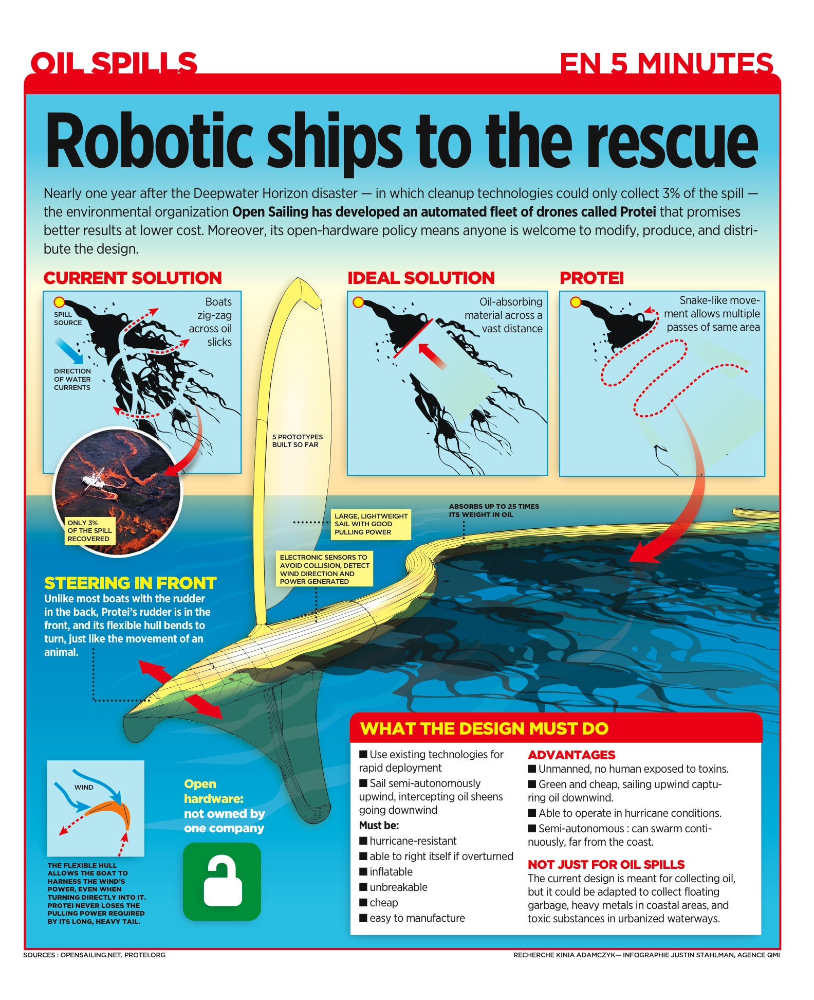 OIL SPILLS
EN 5 MINUTES
Robotic ships to the rescue
Nearly one year after the Deepwater Horizon disaster — in which cleanup technologies could only collect 3% of the spill —
the environmental organization Open Sailing has developed an automated fleet of drones called Protei that promises
better results at lower cost. Moreover, its open-hardware policy means anyone is welcome to modify, produce, and distri-
bute the design.
CURRENT SOLUTION
Boats
zig-zag
across oil
slicks
SPILL
SOURCE
DIRECTION
OF WATER
CURRENTS
ONLY 3%
OF THE SPILL
RECOVERED
IDEAL SOLUTION
Oil-absorbing
material across a
vast distance
PROTEI
Snake-like move-
ment allows multiple
passes of same area
5 PROTOTYPES
BUILT SO FAR
LARGE, LIGHTWEIGHT
SAIL WITH GOOD
PULLING POWER
ABSORBS UP TO 25 TIMES
ITS WEIGHT IN OIL
ELECTRONIC SENSORS TO
AVOID COLLISION, DETECT
WIND DIRECTION AND
POWER GENERATED
STEERING IN FRONT
Unlike most boats with the rudder
in the back, Protei's rudder is in the
front, and its flexible hull bends to
turn, just like the movement of an
animal.
WIND
THE FLEXIBLE HULL
ALLOWS THE BOAT TO
HARNESS THE WIND'S
POWER, EVEN WHEN
TURNING DIRECTLY INTO IT.
PROTEI NEVER LOSES THE
PULLING POWER REQUIRED
BY ITS LONG, HEAVY TAIL.
Open
hardware:
not owned by
one company
WHAT THE DESIGN MUST DO
■ Use existing technologies for
rapid deployment
■ Sail semi-autonomously
upwind, intercepting oil sheens
going downwind
Must be:
■ hurricane-resistant
■ able to right itself if overturned
■ inflatable
■ unbreakable
■ cheap
■ easy to manufacture
ADVANTAGES
■ Unmanned, no human exposed to toxins.
■ Green and cheap, sailing upwind captu-
ring oil downwind.
■ Able to operate in hurricane conditions.
■ Semi-autonomous : can swarm conti-
nuously, far from the coast.
NOT JUST FOR OIL SPILLS
The current design is meant for collecting oil,
but it could be adapted to collect floating
garbage, heavy metals in coastal areas, and
toxic substances in urbanized waterways.
SOURCES : OPENSAILING.NET, PROTEI.ORG
RECHERCHE KINIA ADAMCZYK— INFOGRAPHIE JUSTIN STAHLMAN, AGENCE QMI